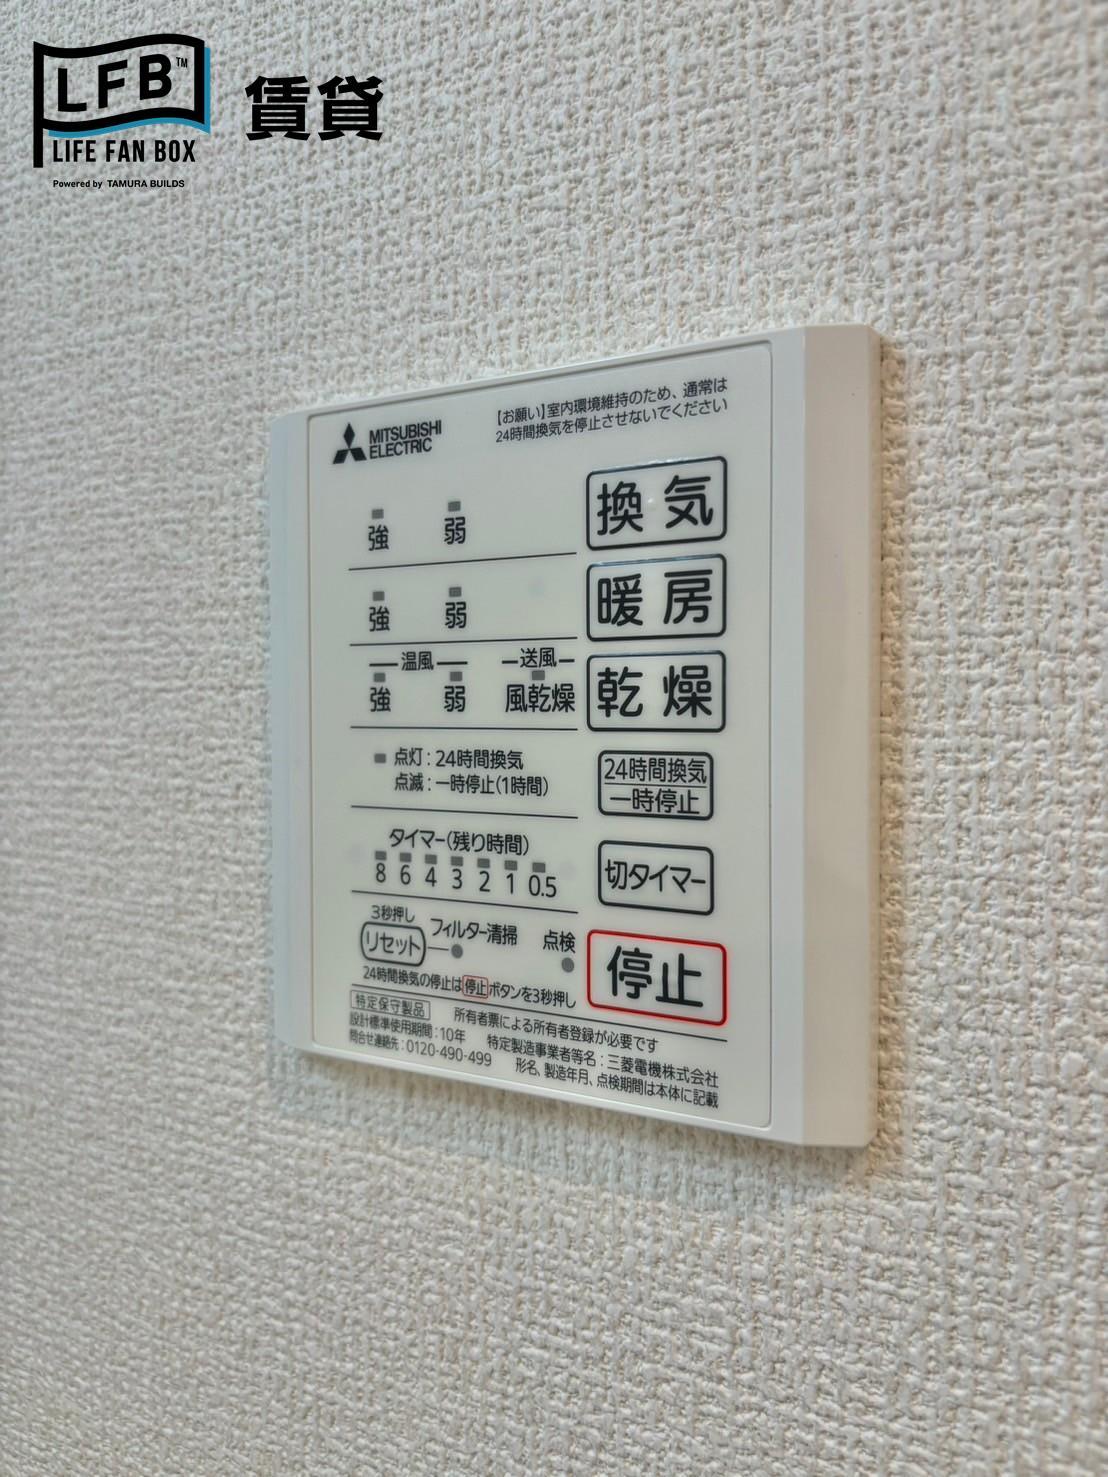 LFB™
LIFE FAN BOX
Powered by TAMURA BUILDS
賃貸
MITSUBISHI
ELECTRIC
【お願い】室内環境維持のため、通常は
24時間換気を停止させないでください
強 弱 換気
強 弱 暖房
温風 送風
強 弱 風乾燥 乾燥
点灯：24時間換気
点滅：一時停止(1時間)
24時間換気
一時停止
タイマー(残り時間)
8 6 4 3 2 1 0.5
切タイマー
3秒押し
リセット フィルター清掃 点検
停止
24時間換気の停止は停止ボタンを3秒押し
特定保守製品 所有者票による所有者登録が必要です
設計標準使用期間：10年 特定製造事業者等名：三菱電機株式会社
問合せ連絡先：0120-490-499 形名、製造年月、点検期間は本体に記載